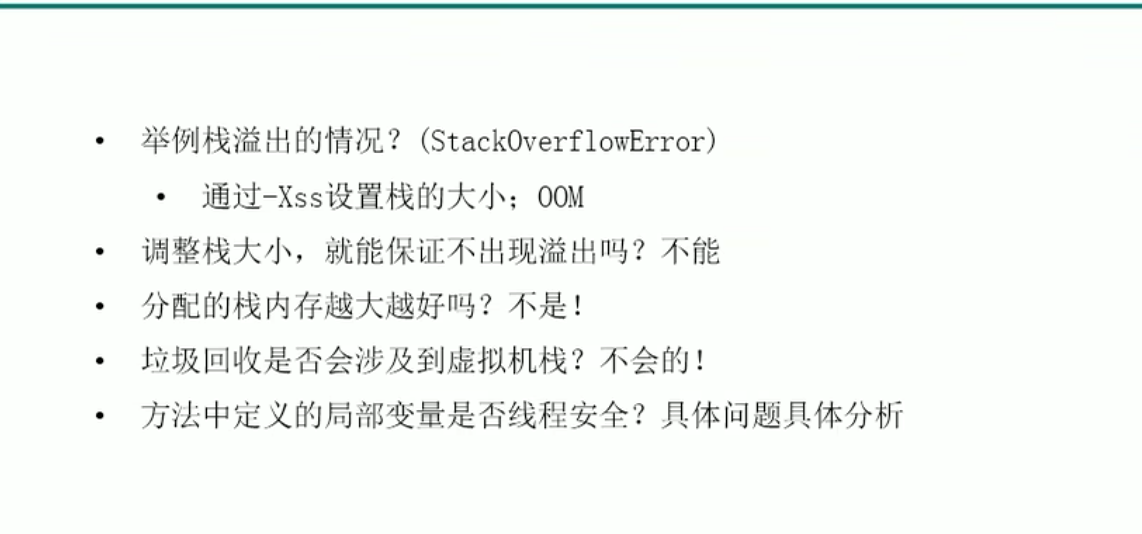 • 举例栈溢出的情况？(StackOverflowError)
• 通过-Xss设置栈的大小；OOM
• 调整栈大小，就能保证不出现溢出吗？不能
• 分配的栈内存越大越好吗？不是！
• 垃圾回收是否会涉及到虚拟机栈？不会的！
• 方法中定义的局部变量是否线程安全？具体问题具体分析